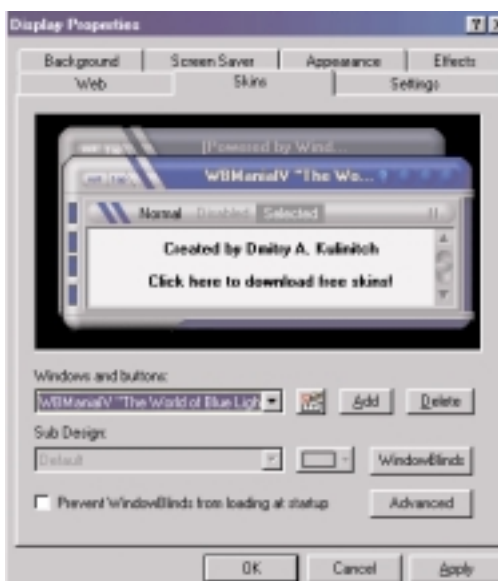 Display Properties
Background Screen Saver Appearance Effects
Web Skins Settings
[Powered by Wind...
WBManiaIV "The Wo...
Normal Disabled Selected
Created by Dmitry A. Kulinitch
Click here to download free skins!
Windows and buttons:
WBManiaIV "The World of Blue Ligh
Add Delete
Sub Design:
Default
WindowBlinds
Prevent WindowBlinds from loading at startup
Advanced
OK Cancel Apply